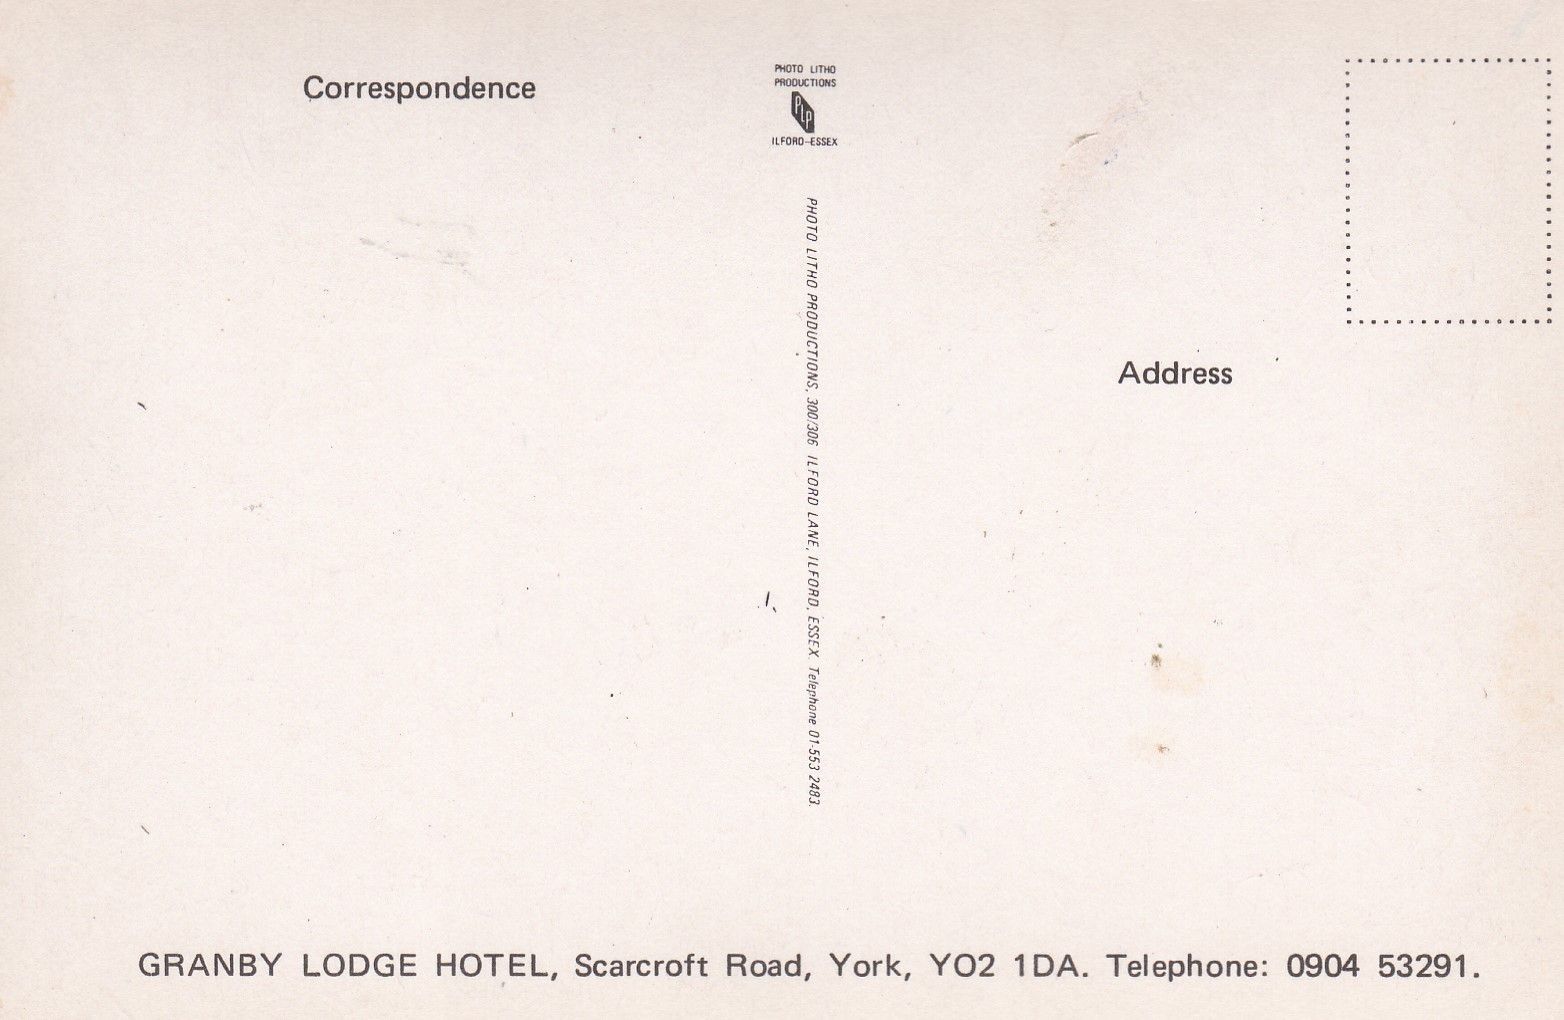 Correspondence
PHOTO LITHO
PRODUCTIONS
PLP
ILFORD-ESSEX
PHOTO LITHO PRODUCTIONS, 300/306 ILFORD LANE, ILFORD, ESSEX. Telephone 01-553 2483.
Address
GRANBY LODGE HOTEL, Scarcroft Road, York, YO2 1DA. Telephone: 0904 53291.